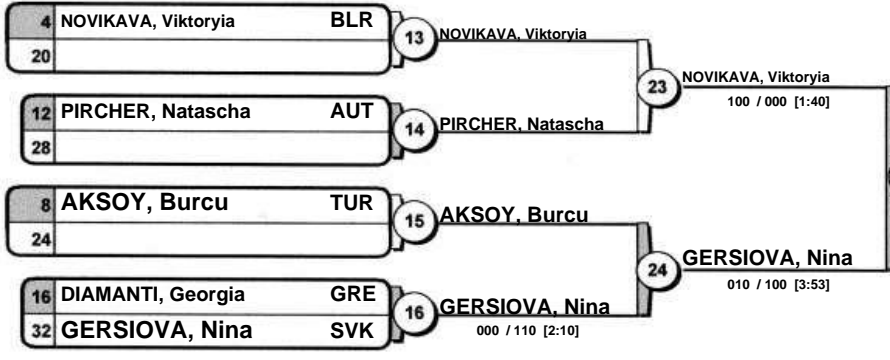 4 NOVIKAVA, Viktoryia BLR
20
13
NOVIKAVA, Viktoryia
12 PIRCHER, Natascha AUT
28
14
PIRCHER, Natascha
23
NOVIKAVA, Viktoryia
100 / 000 [1:40]
8 AKSOY, Burcu TUR
24
15
AKSOY, Burcu
16 DIAMANTI, Georgia GRE
32 GERSIOVA, Nina SVK
16
GERSIOVA, Nina
000 / 110 [2:10]
24
GERSIOVA, Nina
010 / 100 [3:53]